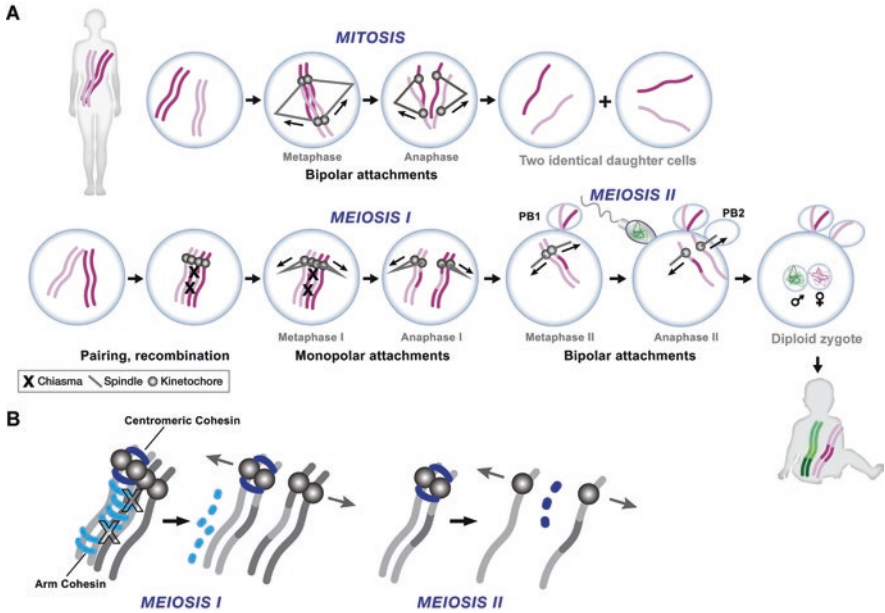 A
MITOSIS
Metaphase
Anaphase
Bipolar attachments
+
Two identical daughter cells
MEIOSIS I
MEIOSIS II
PB1
PB2
X
X
X
X
Metaphase I
Anaphase I
Metaphase II
Anaphase II
♂ ♀
Diploid zygote
Pairing, recombination
Monopolar attachments
Bipolar attachments
X Chiasma Spindle Kinetochore
B
Centromeric Cohesin
X
X
Arm Cohesin
MEIOSIS I
MEIOSIS II